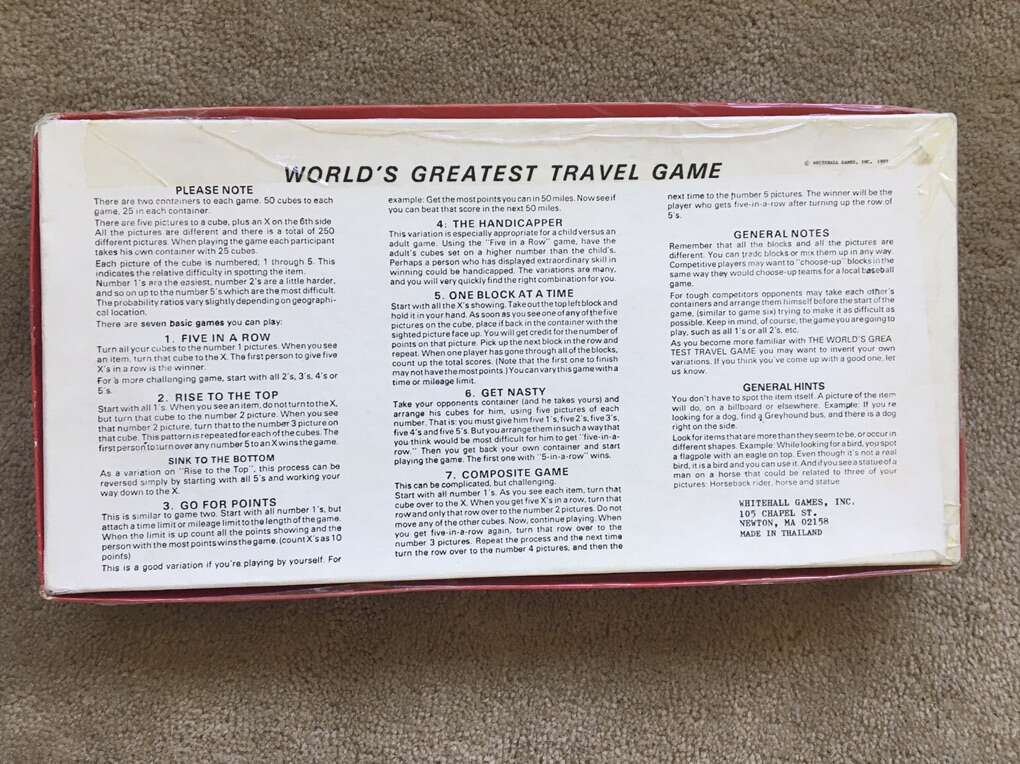 WORLD'S GREATEST TRAVEL GAME
© WHITEHALL GAMES, INC.
PLEASE NOTE
There are two containers to each game. 50 cubes to each
game, 25 in each container.
There are five pictures to a cube, plus an X on the 6th side
All the pictures are different and there is a total of 250
different pictures. When playing the game each participant
takes his own container with 25 cubes.
Each picture of the cube is numbered; 1 through 5. This
indicates the relative difficulty in spotting the item.
Number 1's are the easiest, number 2's are a little harder,
and so on up to the number 5's which are the most difficult.
The probability ratios vary slightly depending on geographi-
cal location.
There are seven basic games you can play:
1. FIVE IN A ROW
Turn all your cubes to the number 1 pictures. When you see
an item, turn that cube to the X. The first person to give five
X's in a row is the winner.
For a more challenging game, start with all 2's, 3's, 4's or
5's.
2. RISE TO THE TOP
Start with all 1's. When you see an item, do not turn to the X,
but turn that cube to the number 2 picture. When you see
that number 2 picture, turn that to the number 3 picture on
that cube. This pattern is repeated for each of the cubes. The
first person to turn over any number 5 to an X wins the game.
SINK TO THE BOTTOM
As a variation on "Rise to the Top", this process can be
reversed simply by starting with all 5's and working your
way down to the X.
3. GO FOR POINTS
This is similar to game two. Start with all number 1's, but
attach a time limit or mileage limit to the length of the game.
When the limit is up count all the points showing and the
person with the most points wins the game. (count X's as 10
points)
This is a good variation if you're playing by yourself. For
example: Get the most points you can in 50 miles. Now see if
you can beat that score in the next 50 miles.
4: THE HANDICAPPER
This variation is especially appropriate for a child versus an
adult game. Using the "Five in a Row" game, have the
adult's cubes set on a higher number than the child's.
Perhaps a person who has displayed extraordinary skill in
winning could be handicapped. The variations are many,
and you will very quickly find the right combination for you.
5. ONE BLOCK AT A TIME
Start with all the X's showing. Take out the top left block and
hold it in your hand. As soon as you see one of any of the five
pictures on the cube, place if back in the container with the
sighted picture face up. You will get credit for the number of
points on that picture. Pick up the next block in the row and
repeat. When one player has gone through all of the blocks,
count up the total scores. (Note that the first one to finish
may not have the most points.) You can vary this game with a
time or mileage limit.
6. GET NASTY
Take your opponents container (and he takes yours) and
arrange his cubes for him, using five pictures of each
number. That is: you must give him five 1's, five 2's, five 3's,
five 4's and five 5's. But you arrange them in such a way that
you think would be most difficult for him to get "five-in-a-
row." Then you get back your own container and start
playing the game. The first one with "5-in-a-row" wins.
7. COMPOSITE GAME
This can be complicated, but challenging.
Start with all number 1's. As you see each item, turn that
cube over to the X. When you get five X's in a row, turn that
row and only that row over to the number 2 pictures. Do not
move any of the other cubes. Now, continue playing. When
you get five-in-a-row again, turn that row over to the
number 3 pictures. Repeat the process and the next time
turn the row over to the number 4 pictures, and then the
next time to the number 5 pictures. The winner will be the
player who gets five-in-a-row after turning up the row of
5's.
GENERAL NOTES
Remember that all the blocks and all the pictures are
different. You can trade blocks or mix them up in any way.
Competitive players may want to "choose-up" blocks in the
same way they would choose-up teams for a local baseball
game.
For tough competitors opponents may take each other's
containers and arrange them himself before the start of the
game, (similar to game six) trying to make it as difficult as
possible. Keep in mind, of course, the game you are going to
play, such as all 1's or all 2's, etc.
As you become more familiar with THE WORLD'S GREA
TEST TRAVEL GAME you may want to invent your own
variations. If you think you've come up with a good one, let
us know.
GENERAL HINTS
You don't have to spot the item itself. A picture of the item
will do, on a billboard or elsewhere. Example: If you're
looking for a dog, find a Greyhound bus, and there is a dog
right on the side.
Look for items that are more than they seem to be, or occur in
different shapes. Example: While looking for a bird, you spot
a flagpole with an eagle on top. Even though it's not a real
bird, it is a bird and you can use it. And if you see a statue of a
man on a horse that could be related to three of your
pictures: Horseback rider, horse and statue
WHITEHALL GAMES, INC.
105 CHAPEL ST.
NEWTON, MA 02158
MADE IN THAILAND